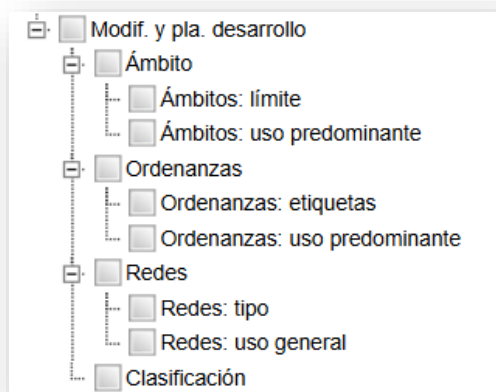 Modif. y pla. desarrollo
Ámbito
Ámbitos: límite
Ámbitos: uso predominante
Ordenanzas
Ordenanzas: etiquetas
Ordenanzas: uso predominante
Redes
Redes: tipo
Redes: uso general
Clasificación